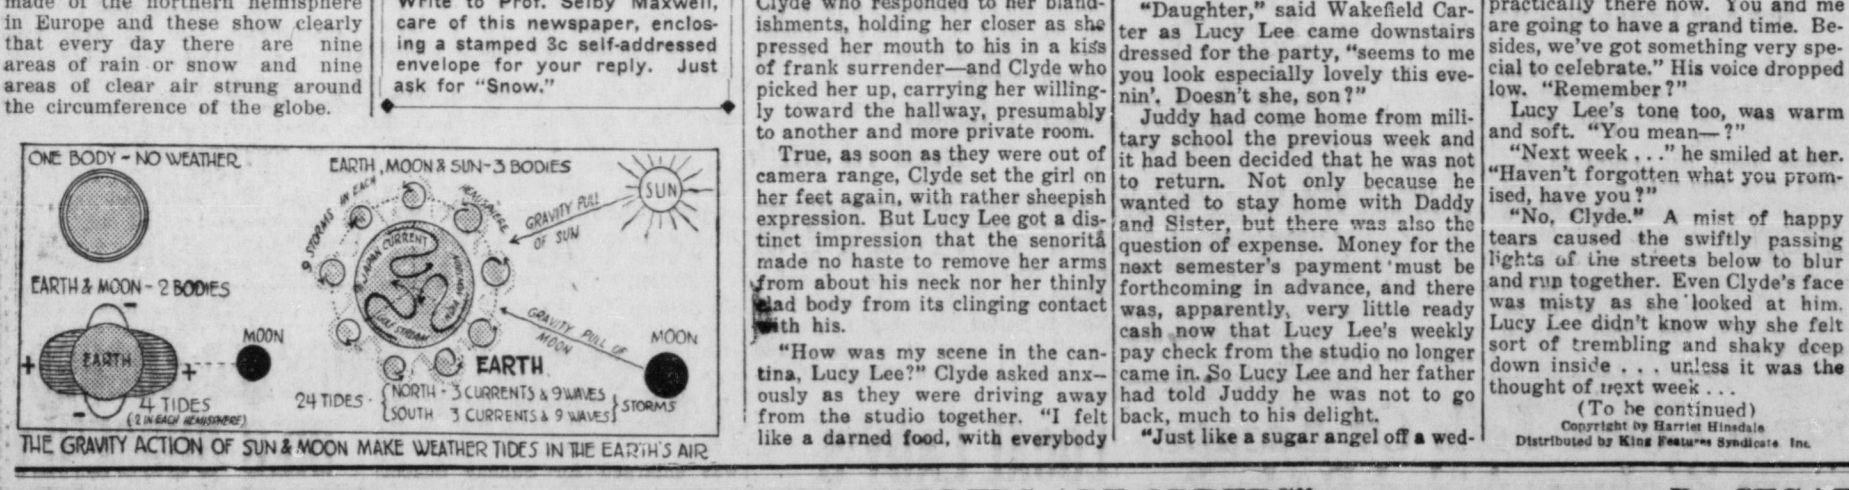 made of the northern hemisphere
in Europe and these show clearly
that every day there are nine
areas of rain or snow and nine
areas of clear air strung around
the circumference of the globe.
Write to Prof. Selby Maxwell,
care of this newspaper, enclos-
ing a stamped 3c self-addressed
envelope for your reply. Just
ask for "Snow."
ONE BODY - NO WEATHER
EARTH & MOON - 2 BODIES
MOON
EARTH
+
+
-
-
4 TIDES
(2 IN EACH HEMISPHERE)
EARTH, MOON & SUN - 3 BODIES
9 STORMS IN EACH HEMISPHERE
SUN
GRAVITY PULL
OF SUN
JAPAN CURRENT
GULF STREAM
GRAVITY PULL OF
MOON
MOON
EARTH
24 TIDES - NORTH - 3 CURRENTS & 9 WAVES
SOUTH 3 CURRENTS & 9 WAVES
STORMS
THE GRAVITY ACTION OF SUN & MOON MAKE WEATHER TIDES IN THE EARTH'S AIR
Clyde who responded to her bland-
ishments, holding her closer as she
pressed her mouth to his in a kiss
of frank surrender—and Clyde who
picked her up, carrying her willing-
ly toward the hallway, presumably
to another and more private room.
True, as soon as they were out of
camera range, Clyde set the girl on
her feet again, with rather sheepish
expression. But Lucy Lee got a dis-
tinct impression that the senorita
made no haste to remove her arms
from about his neck nor her thinly
clad body from its clinging contact
with his.
"How was my scene in the can-
tina, Lucy Lee?" Clyde asked anx-
ously as they were driving away
from the studio together. "I felt
like a darned food, with everybody
"Daughter," said Wakefield Car-
ter as Lucy Lee came downstairs
dressed for the party, "seems to me
you look especially lovely this eve-
nin'. Doesn't she, son?"
Juddy had come home from mili-
tary school the previous week and
it had been decided that he was not
to return. Not only because he
wanted to stay home with Daddy
and Sister, but there was also the
question of expense. Money for the
next semester's payment must be
forthcoming in advance, and there
was, apparently, very little ready
cash now that Lucy Lee's weekly
pay check from the studio no longer
came in. So Lucy Lee and her father
had told Juddy he was not to go
back, much to his delight.
"Just like a sugar angel off a wed-
practically there now. You and me
are going to have a grand time. Be-
sides, we've got something very spe-
cial to celebrate." His voice dropped
low. "Remember?"
Lucy Lee's tone too, was warm
and soft. "You mean—?"
"Next week . . ." he smiled at her.
"Haven't forgotten what you prom-
ised, have you?"
"No, Clyde." A mist of happy
tears caused the swiftly passing
lights of the streets below to blur
and run together. Even Clyde's face
was misty as she looked at him.
Lucy Lee didn't know why she felt
sort of trembling and shaky deep
down inside . . . unless it was the
thought of next week . . .
(To be continued)
Copyright by Harriet Hinsdale
Distributed by King Features Syndicate Inc.